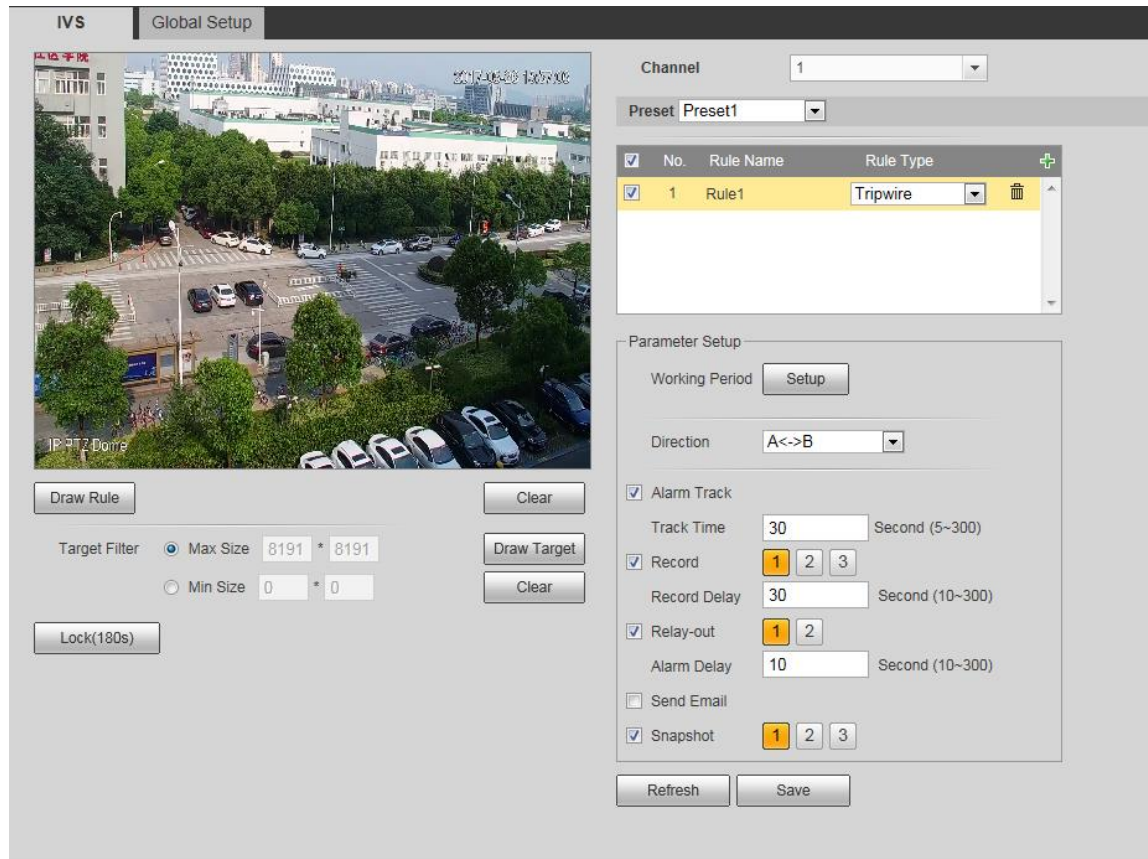 IVS Global Setup
Channel 1
Preset Preset1
No. Rule Name Rule Type
1 Rule1 Tripwire
Parameter Setup
Working Period Setup
Direction A<->B
Alarm Track
Track Time 30 Second (5~300)
Record 1 2 3
Record Delay 30 Second (10~300)
Relay-out 1 2
Alarm Delay 10 Second (10~300)
Send Email
Snapshot 1 2 3
Refresh Save
IP PTZ Dome
Draw Rule Clear
Target Filter Max Size 8191 * 8191 Draw Target
Min Size 0 * 0 Clear
Lock(180s)